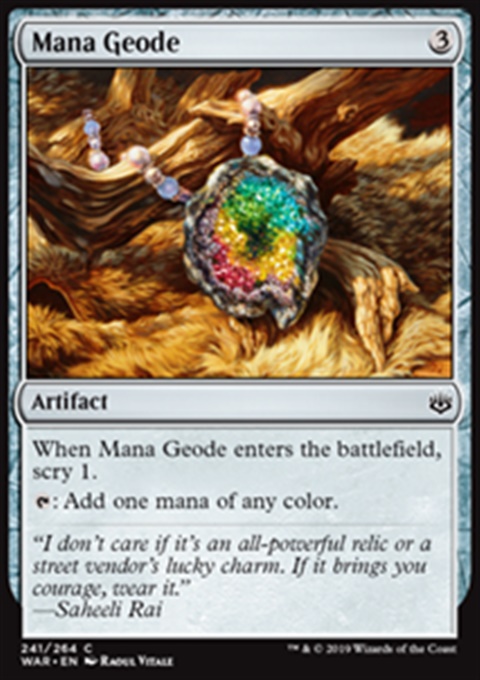 Mana Geode 3
Artifact
When Mana Geode enters the battlefield,
scry 1.
: Add one mana of any color.
“I don’t care if it’s an all-powerful relic or a
street vendor’s lucky charm. If it brings you
courage, wear it.”
—Saheeli Rai
241/264 C
WAR • EN Raoul Vitale
™ & © 2019 Wizards of the Coast